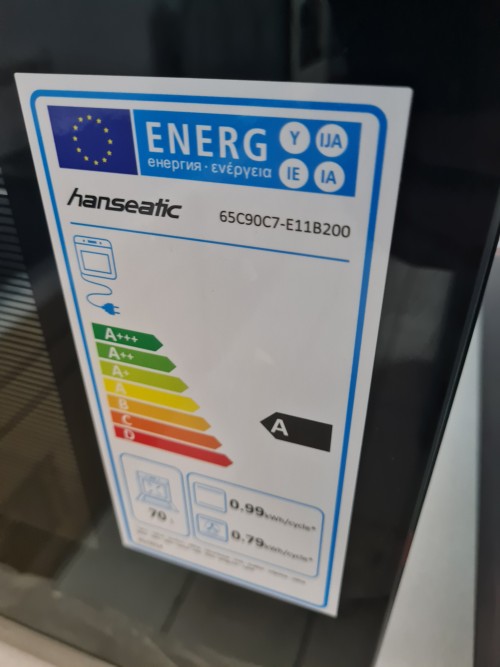 ENERG Y IJA
енергия · ενέργεια IE IA
hanseatic
65C90C7-E11B200
A+++
A++
A+
A
B
C
D
A
70
0.99 kWh/cycle*
0.79 kWh/cycle*